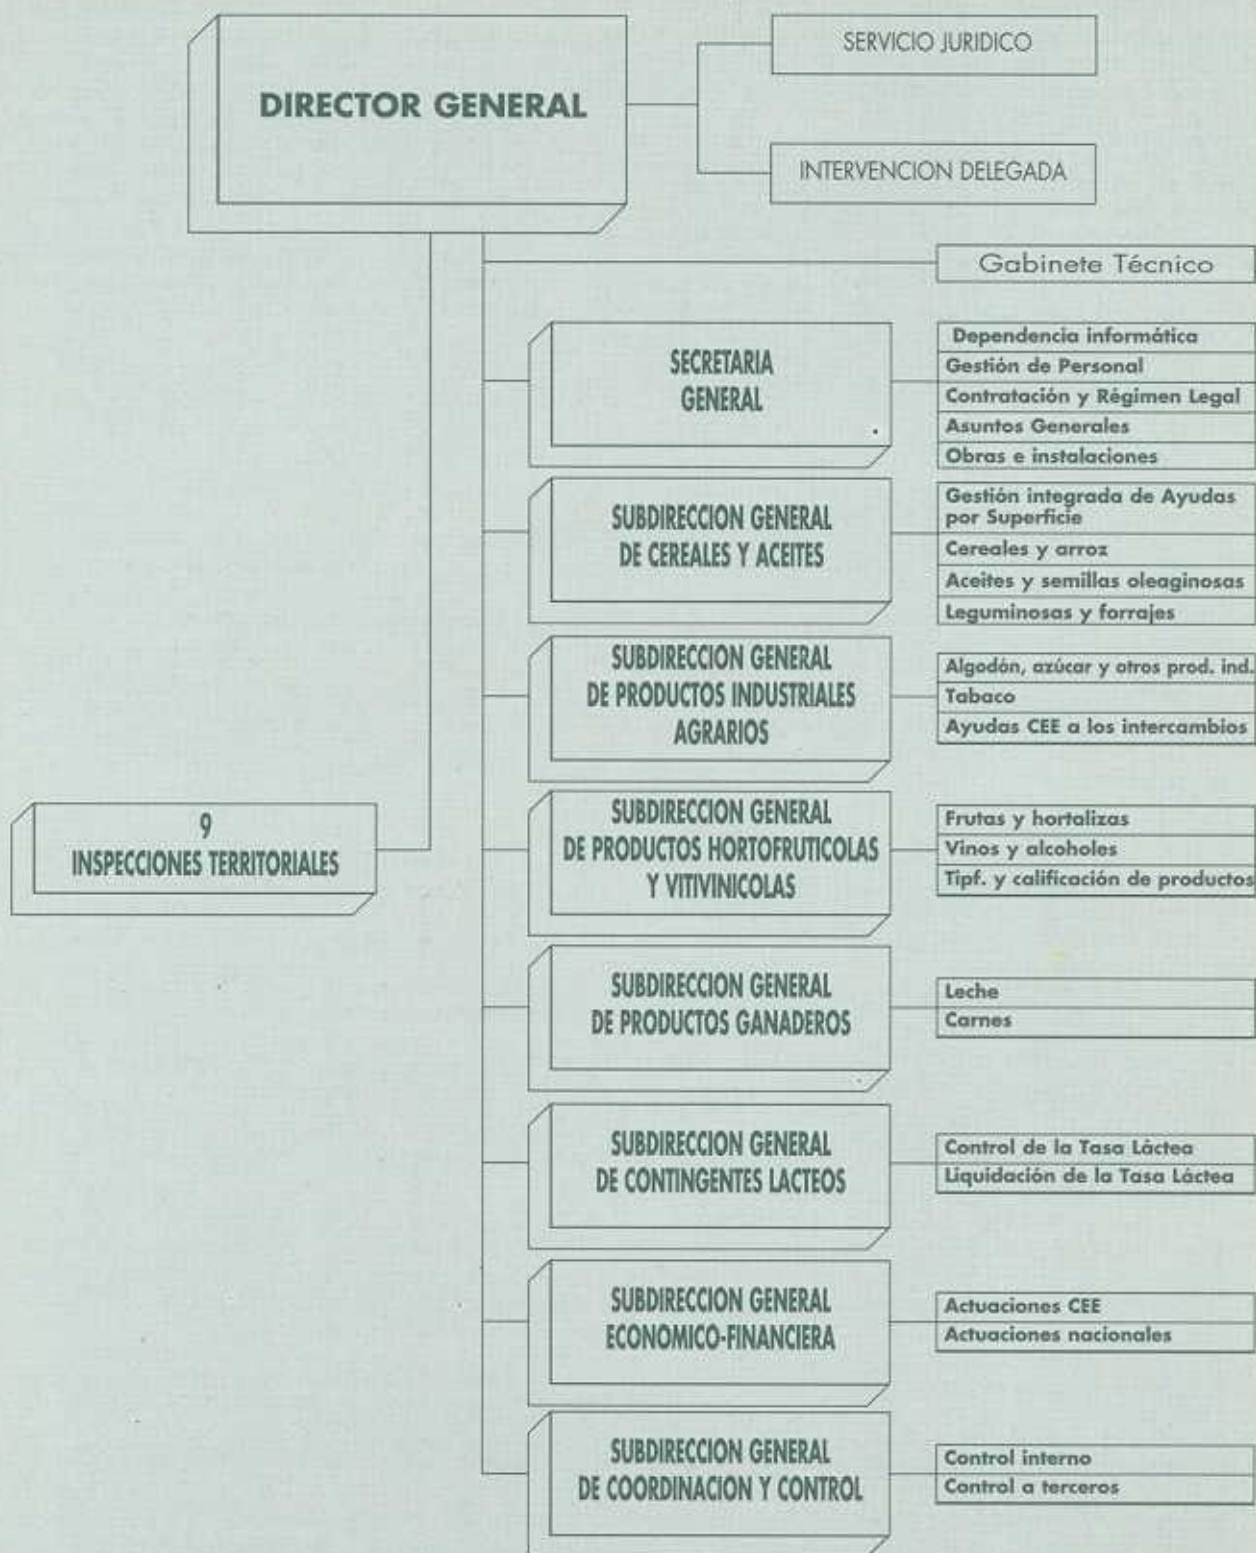 DIRECTOR GENERAL
SERVICIO JURIDICO
INTERVENCION DELEGADA
Gabinete Técnico
SECRETARIA
GENERAL
Dependencia informática
Gestión de Personal
Contratación y Régimen Legal
Asuntos Generales
Obras e instalaciones
SUBDIRECCION GENERAL
DE CEREALES Y ACEITES
Gestión integrada de Ayudas
por Superficie
Cereales y arroz
Aceites y semillas oleaginosas
Leguminosas y forrajes
SUBDIRECCION GENERAL
DE PRODUCTOS INDUSTRIALES
AGRARIOS
Algodón, azúcar y otros prod. ind.
Tabaco
Ayudas CEE a los intercambios
9
INSPECCIONES TERRITORIALES
SUBDIRECCION GENERAL
DE PRODUCTOS HORTOFRUTICOLAS
Y VITIVINICOLAS
Frutas y hortalizas
Vinos y alcoholes
Tipf. y calificación de productos
SUBDIRECCION GENERAL
DE PRODUCTOS GANADEROS
Leche
Carnes
SUBDIRECCION GENERAL
DE CONTINGENTES LACTEOS
Control de la Tasa Láctea
Liquidación de la Tasa Láctea
SUBDIRECCION GENERAL
ECONOMICO-FINANCIERA
Actuaciones CEE
Actuaciones nacionales
SUBDIRECCION GENERAL
DE COORDINACION Y CONTROL
Control interno
Control a terceros